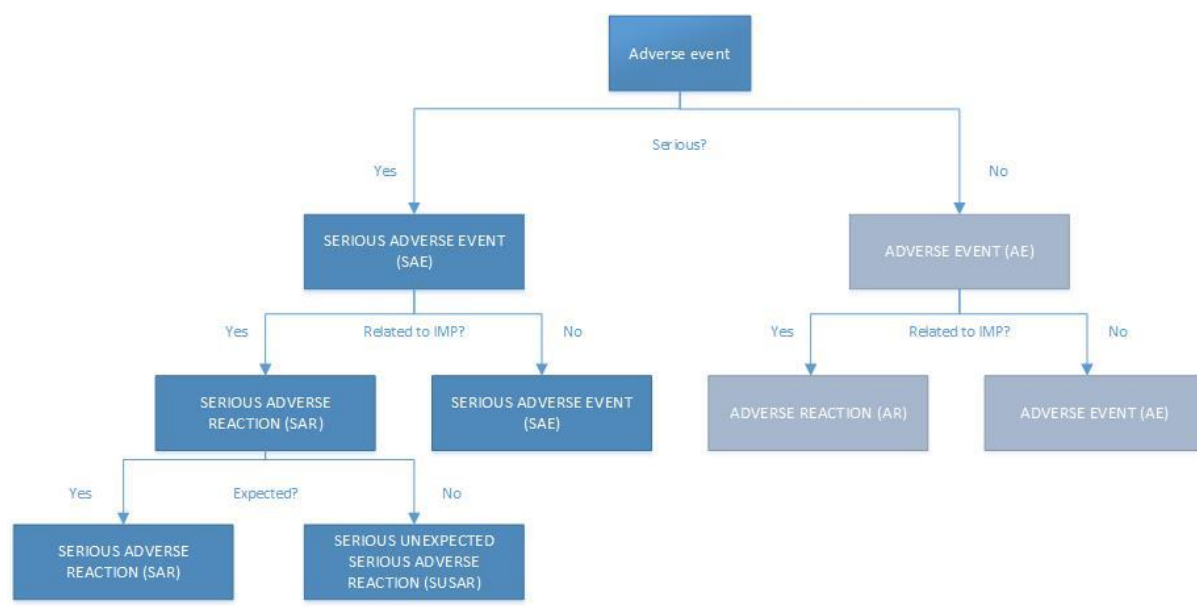 Adverse event
Serious?
Yes
No
SERIOUS ADVERSE EVENT
(SAE)
ADVERSE EVENT (AE)
Yes
Related to IMP?
No
Yes
Related to IMP?
No
SERIOUS ADVERSE
REACTION (SAR)
SERIOUS ADVERSE EVENT
(SAE)
ADVERSE REACTION (AR)
ADVERSE EVENT (AE)
Yes
Expected?
No
SERIOUS ADVERSE
REACTION (SAR)
SERIOUS UNEXPECTED
SERIOUS ADVERSE
REACTION (SUSAR)